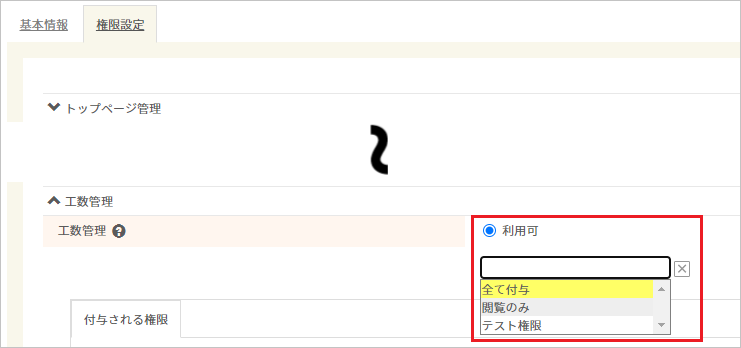 基本情報 権限設定
トップページ管理
工数管理
工数管理 ? 利用可
全て付与
閲覧のみ
テスト権限
付与される権限